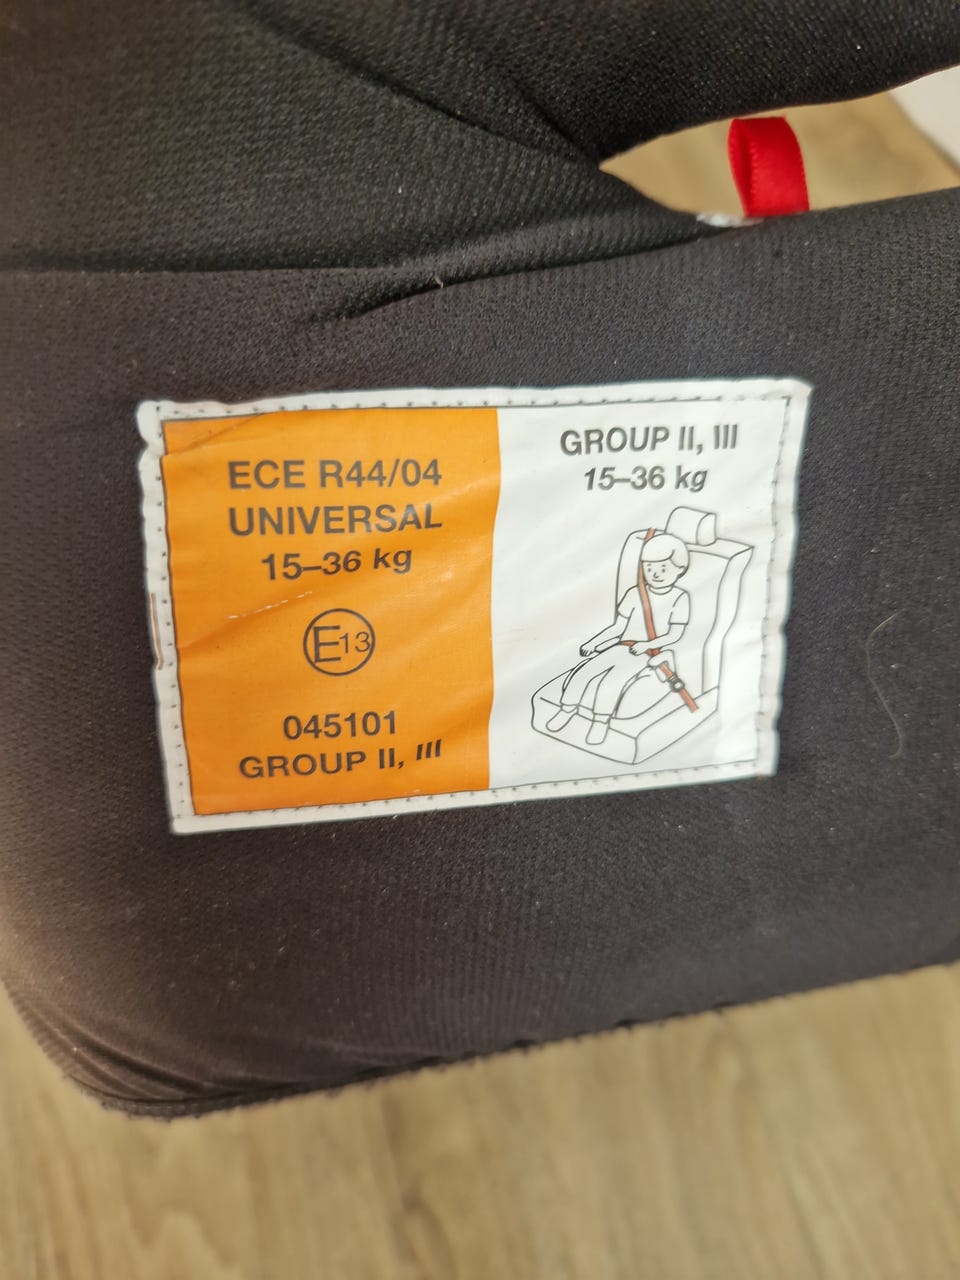 ECE R44/04
UNIVERSAL
15–36 kg
E13
045101
GROUP II, III
GROUP II, III
15–36 kg